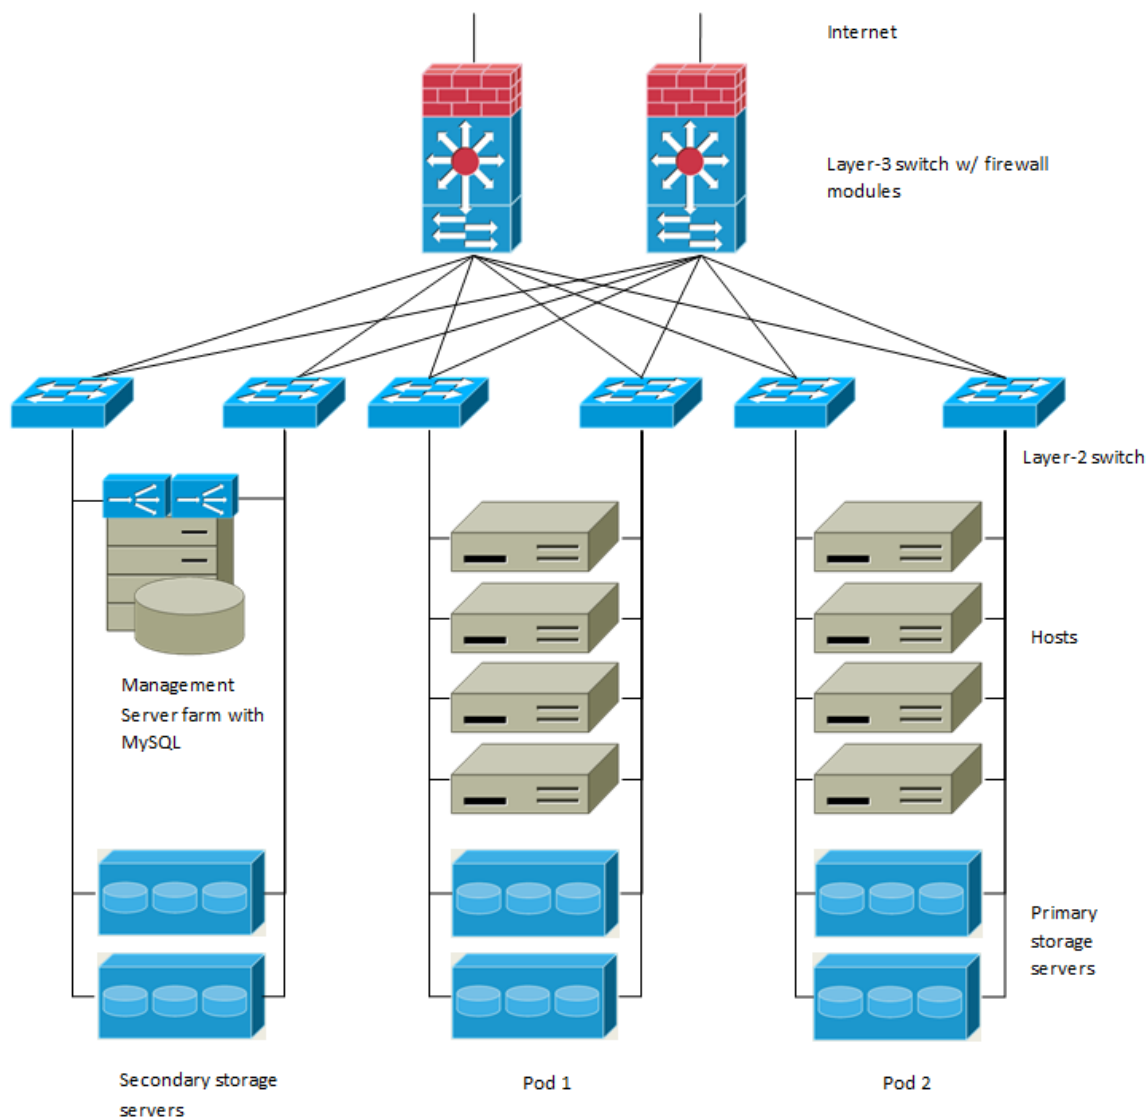 Internet
Layer-3 switch w/ firewall
modules
Layer-2 switch
Hosts
Management
Server farm with
MySQL
Primary
storage
servers
Secondary storage
servers
Pod 1
Pod 2